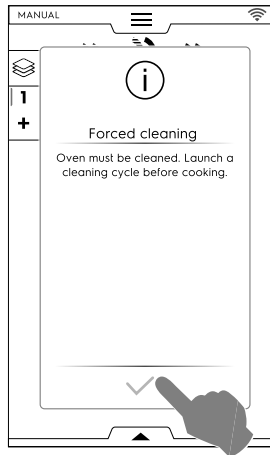 MANUAL
1
+
Forced cleaning
Oven must be cleaned. Launch a
cleaning cycle before cooking.